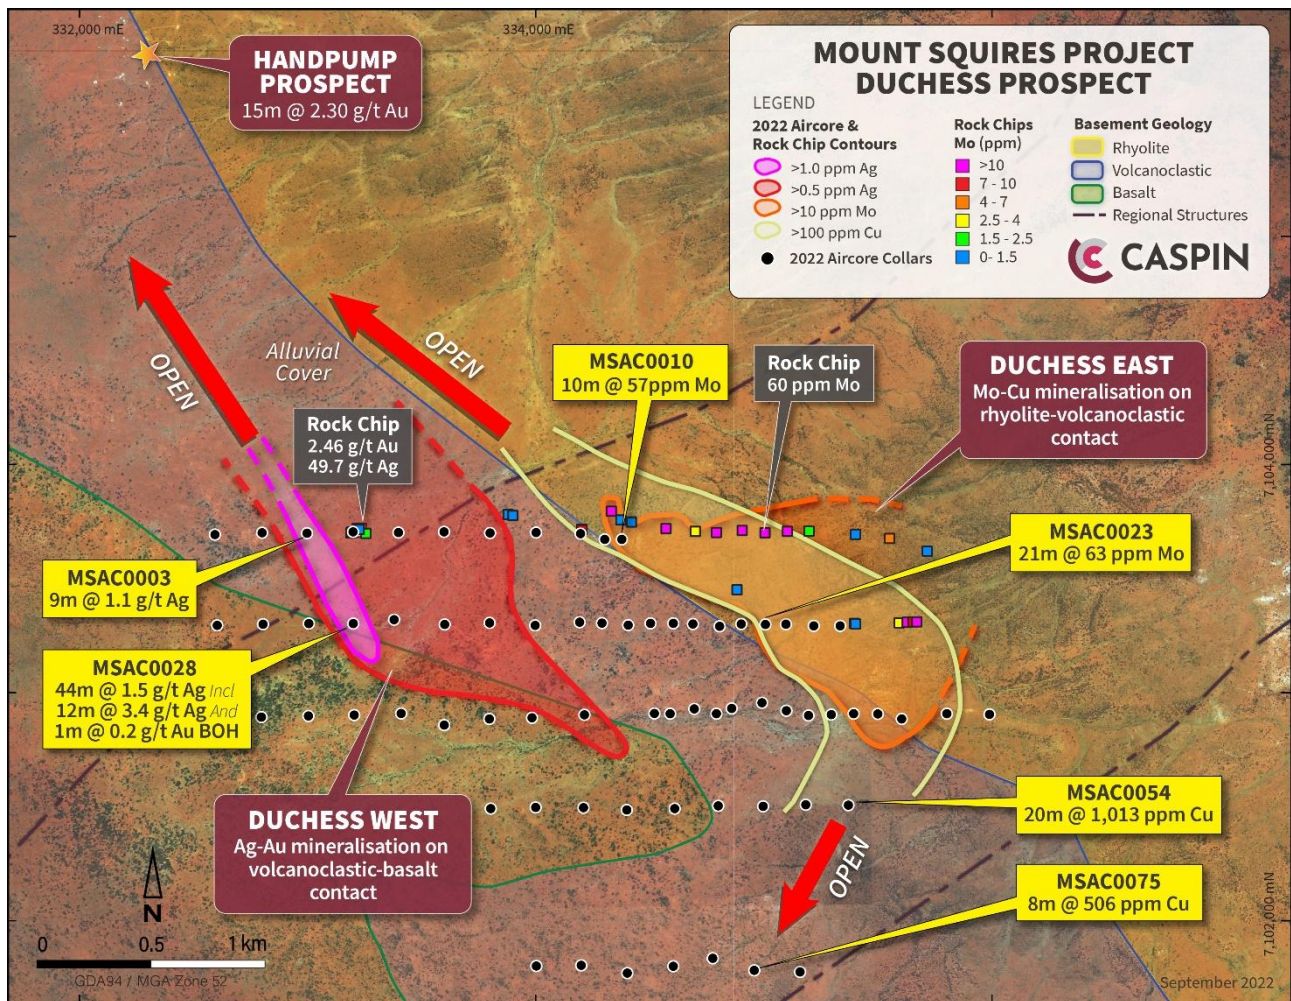 332,000 mE
334,000 mE
HANDPUMP
PROSPECT
15m @ 2.30 g/t Au
MOUNT SQUIRES PROJECT
DUCHESS PROSPECT
LEGEND
2022 Aircore &
Rock Chip Contours
>1.0 ppm Ag
>0.5 ppm Ag
>10 ppm Mo
>100 ppm Cu
2022 Aircore Collars
Rock Chips
Mo (ppm)
>10
7 - 10
4 - 7
2.5 - 4
1.5 - 2.5
0- 1.5
Basement Geology
Rhyolite
Volcanoclastic
Basalt
Regional Structures
CASPIN
OPEN
Alluvial
Cover
OPEN
MSAC0010
10m @ 57ppm Mo
Rock Chip
60 ppm Mo
DUCHESS EAST
Mo-Cu mineralisation on
rhyolite-volcanoclastic
contact
Rock Chip
2.46 g/t Au
49.7 g/t Ag
7,104,000 mN
MSAC0023
21m @ 63 ppm Mo
MSAC0003
9m @ 1.1 g/t Ag
MSAC0028
44m @ 1.5 g/t Ag Incl
12m @ 3.4 g/t Ag And
1m @ 0.2 g/t Au BOH
DUCHESS WEST
Ag-Au mineralisation on
volcanoclastic-basalt
contact
MSAC0054
20m @ 1,013 ppm Cu
OPEN
MSAC0075
8m @ 506 ppm Cu
7,102,000 mN
N
0 0.5 1 km
GDA94 / MGA Zone 52
September 2022